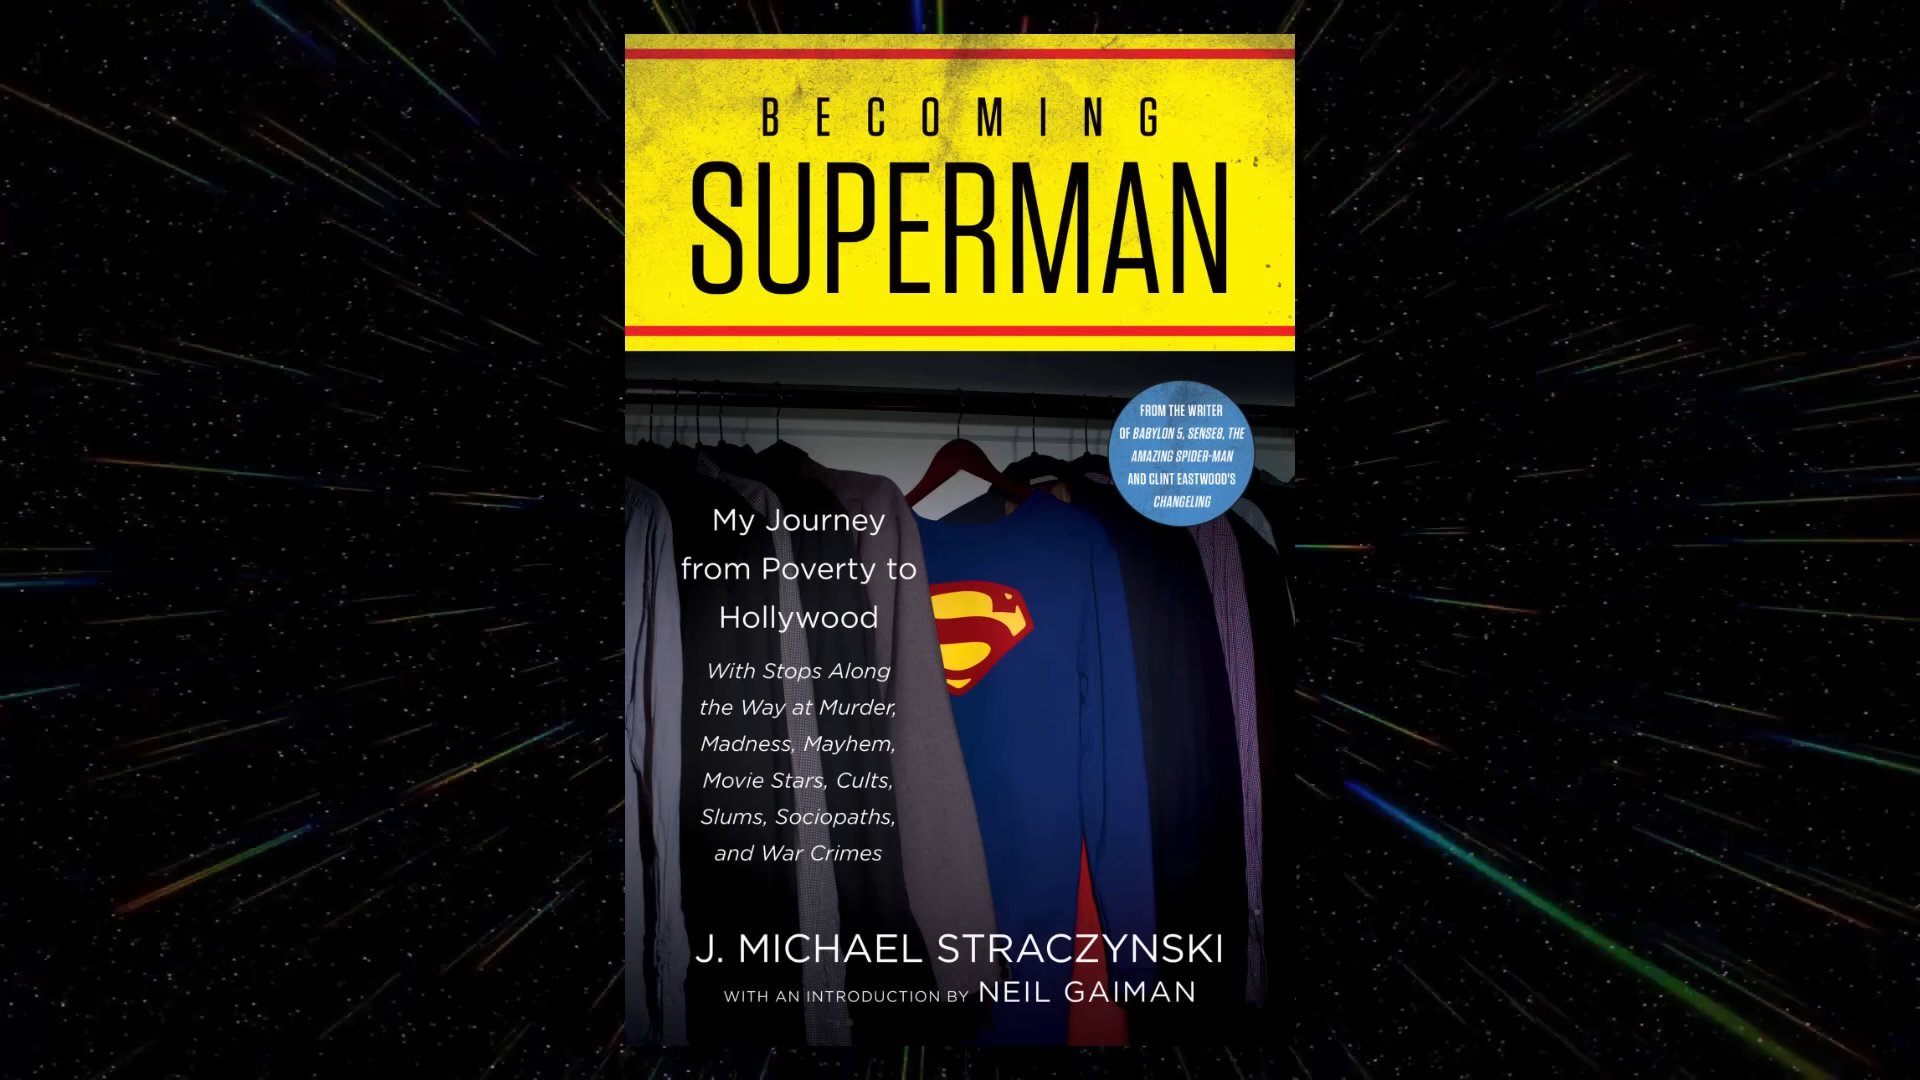 BECOMING
SUPERMAN
FROM THE WRITER
OF BABYLON 5, SENSE8, THE
AMAZING SPIDER-MAN
AND CLINT EASTWOOD'S
CHANGELING
My Journey
from Poverty to
Hollywood
With Stops Along
the Way at Murder,
Madness, Mayhem,
Movie Stars, Cults,
Slums, Sociopaths,
and War Crimes
J. MICHAEL STRACZYNSKI
WITH AN INTRODUCTION BY NEIL GAIMAN